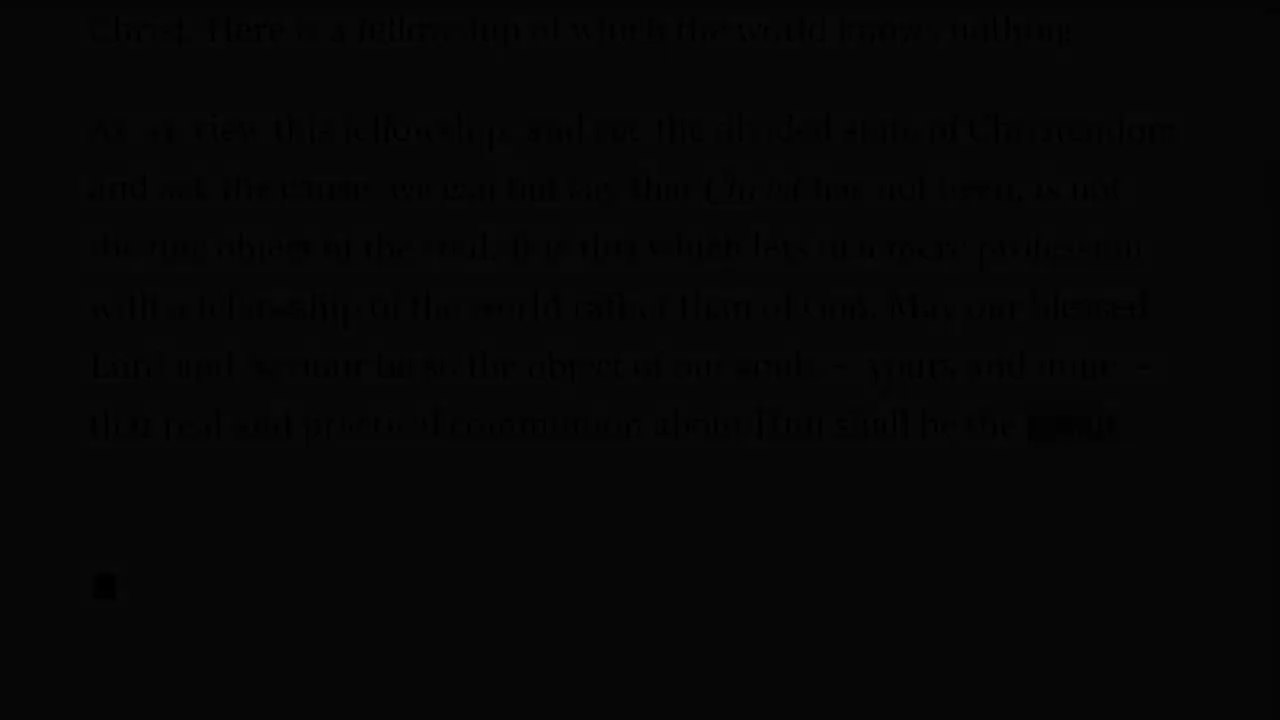 Christ. Here is a fellowship of which the world knows nothing.
As we view this fellowship, and see the divided state of Christendom
and ask the cause, we can but say that Christ has not been, is not
the object of the souls. It is this which lets in a mere profession
with a fellowship of the world rather than of God. May our blessed
Lord and Saviour be so the object of our souls – yours and mine –
that real and practical communion about Him shall be the